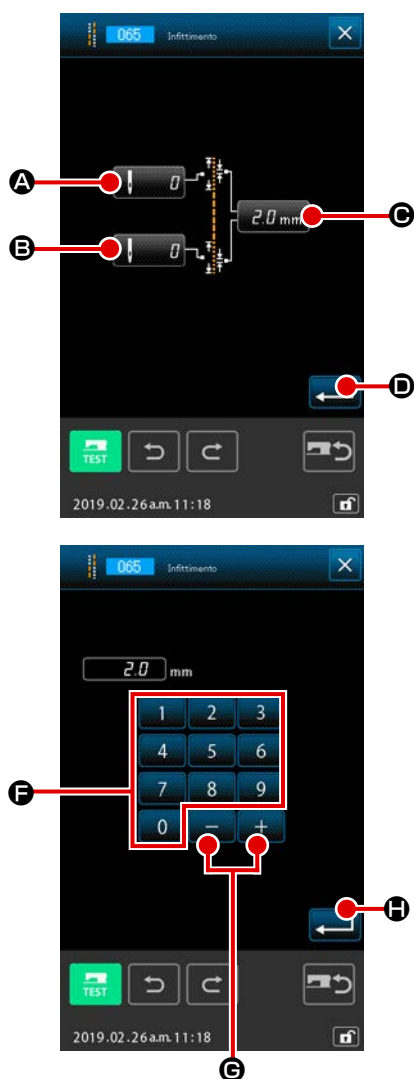 065 Infittimento
A 0
2.0 mm C
B 0
D
TEST
2019.02.26 a.m. 11:18
065 Infittimento
2.0 mm
1 2 3
4 5 6
F 7 8 9
0 − +
H
TEST
2019.02.26 a.m. 11:18
G